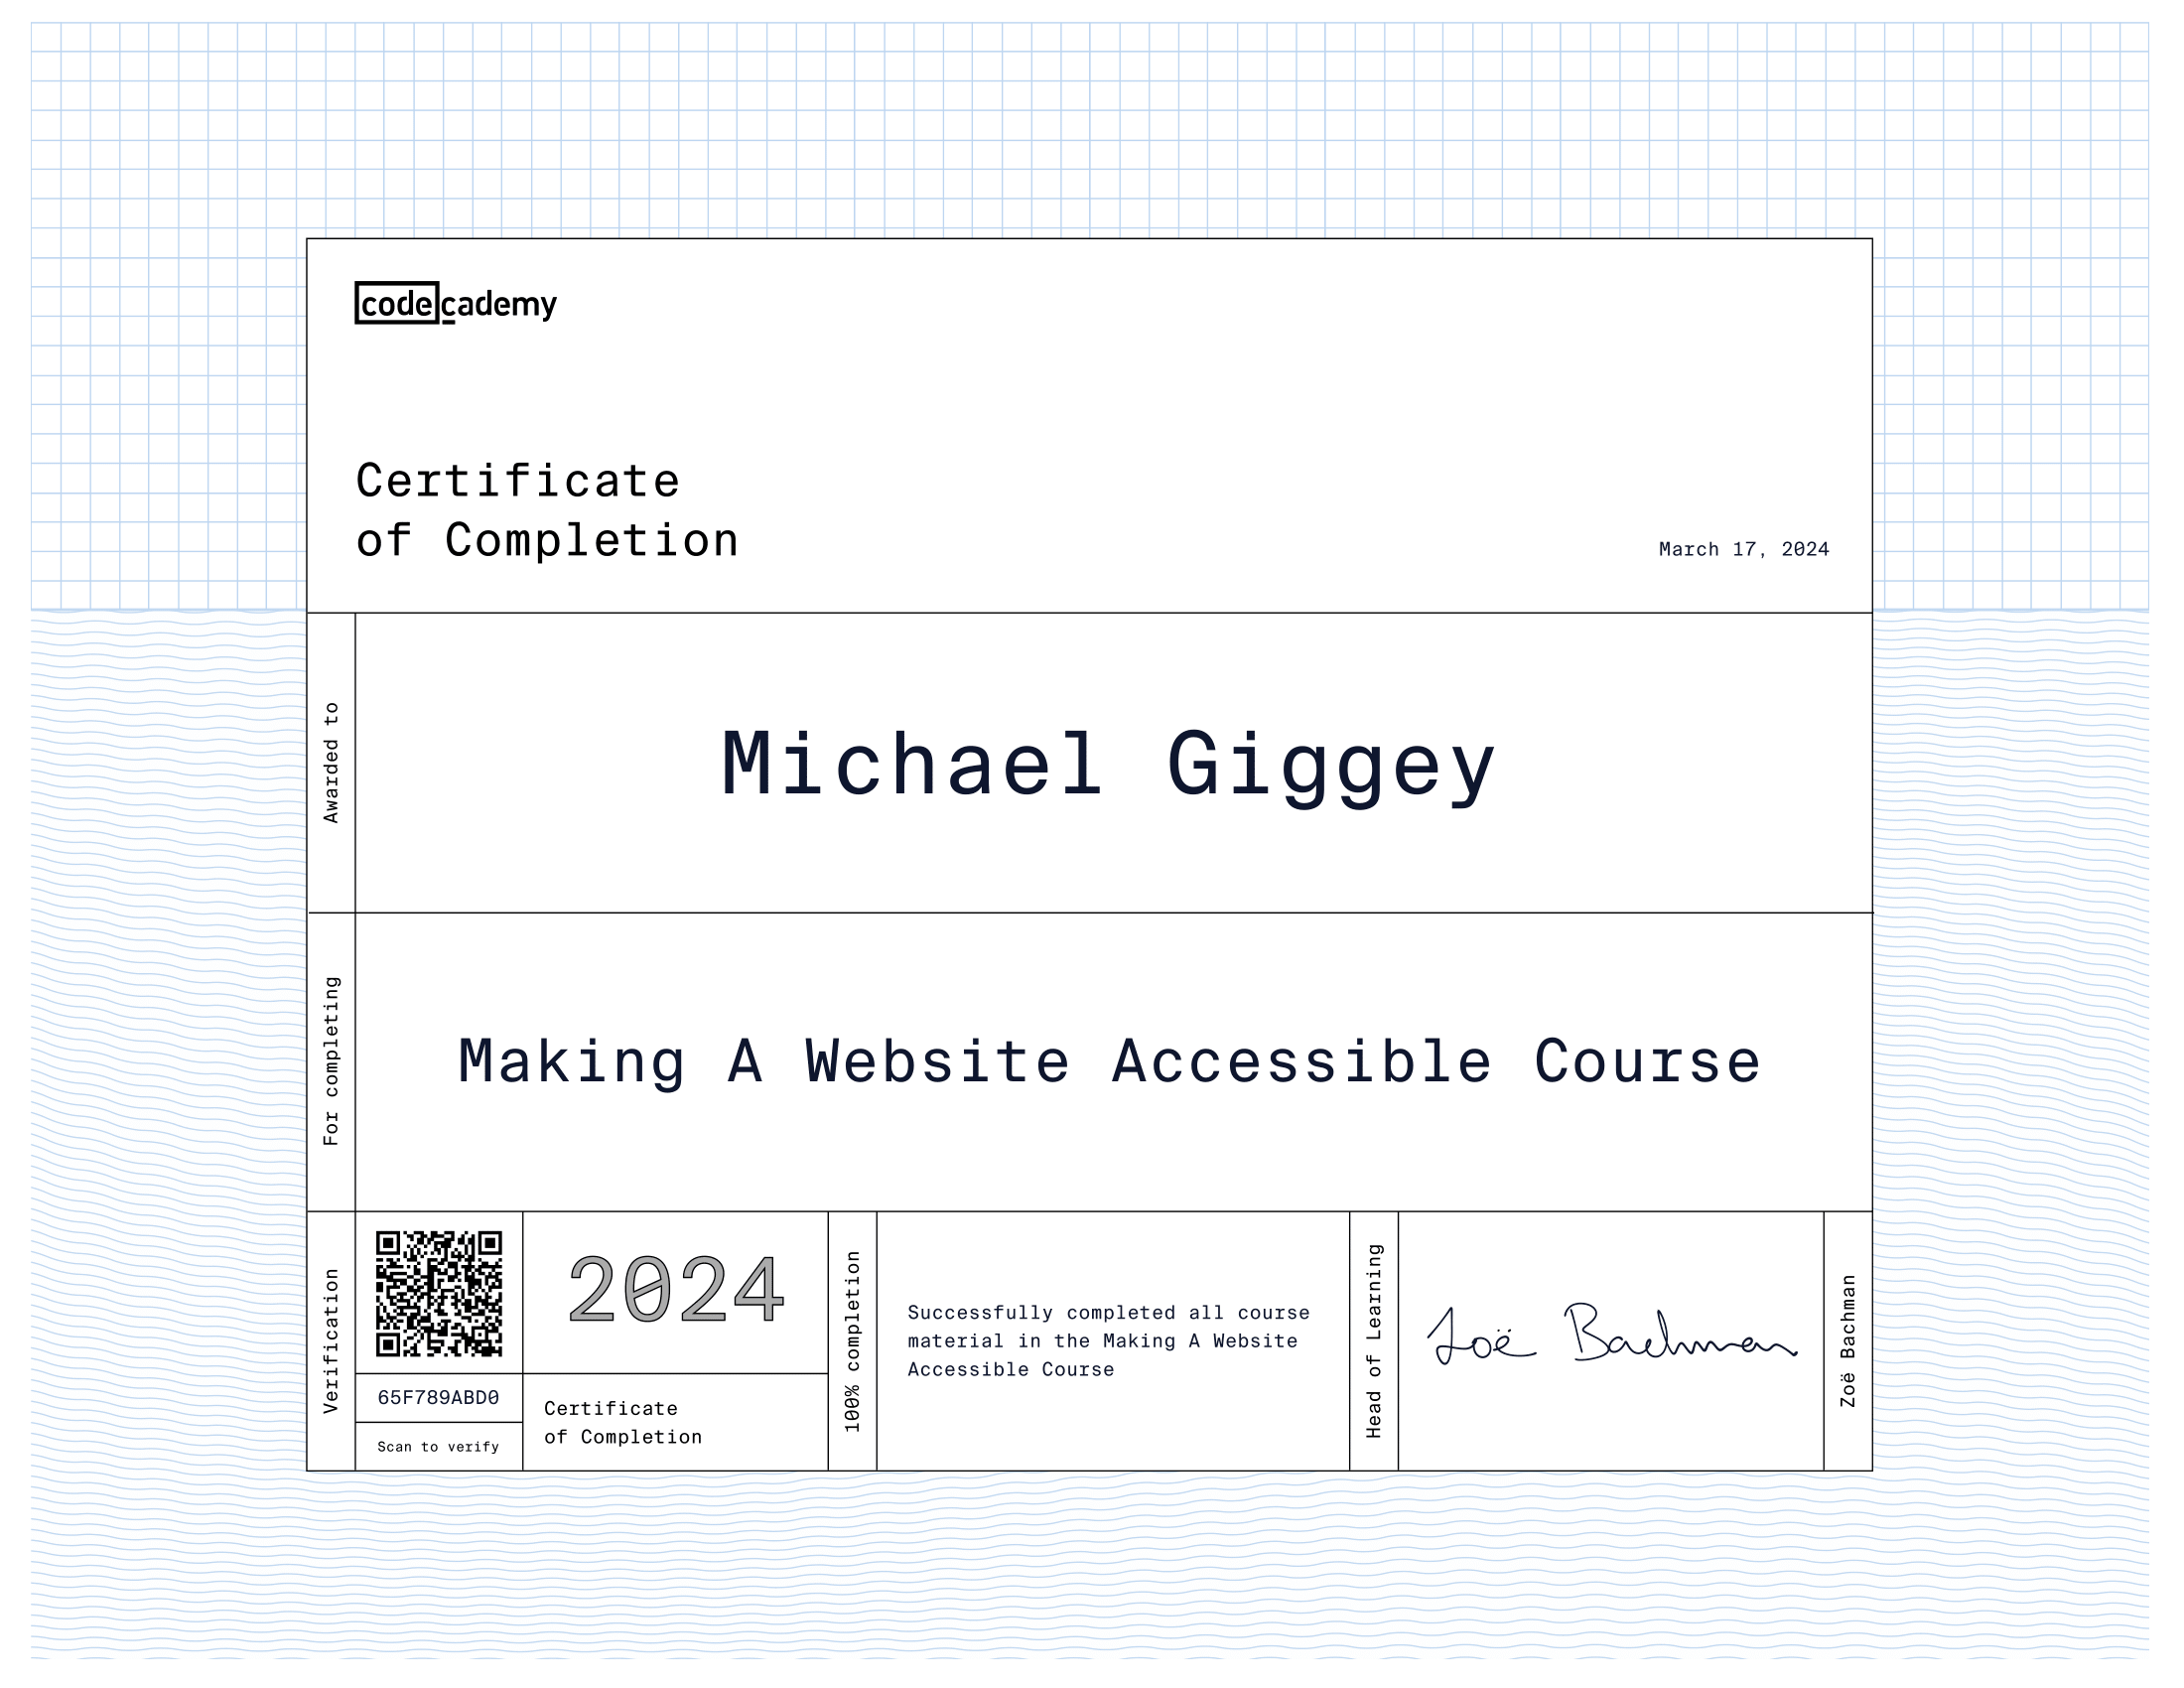 codecademy
Certificate
of Completion
March 17, 2024
Awarded to
Michael Giggey
For completing
Making A Website Accessible Course
Verification
65F789ABD0
Scan to verify
2024
Certificate
of Completion
100% completion
Successfully completed all course
material in the Making A Website
Accessible Course
Head of Learning
Zoë Bachman
Zoë Bachman